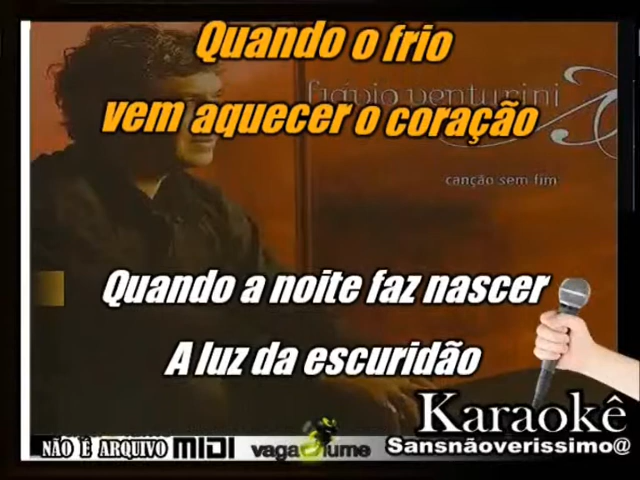 Quando o frio
flávio venturini
vem aquecer o coração
canção sem fim
Quando a noite faz nascer
A luz da escuridão
Karaokê
NÃO É ARQUIVO MIDI vagalume Sansnãoverissimo@